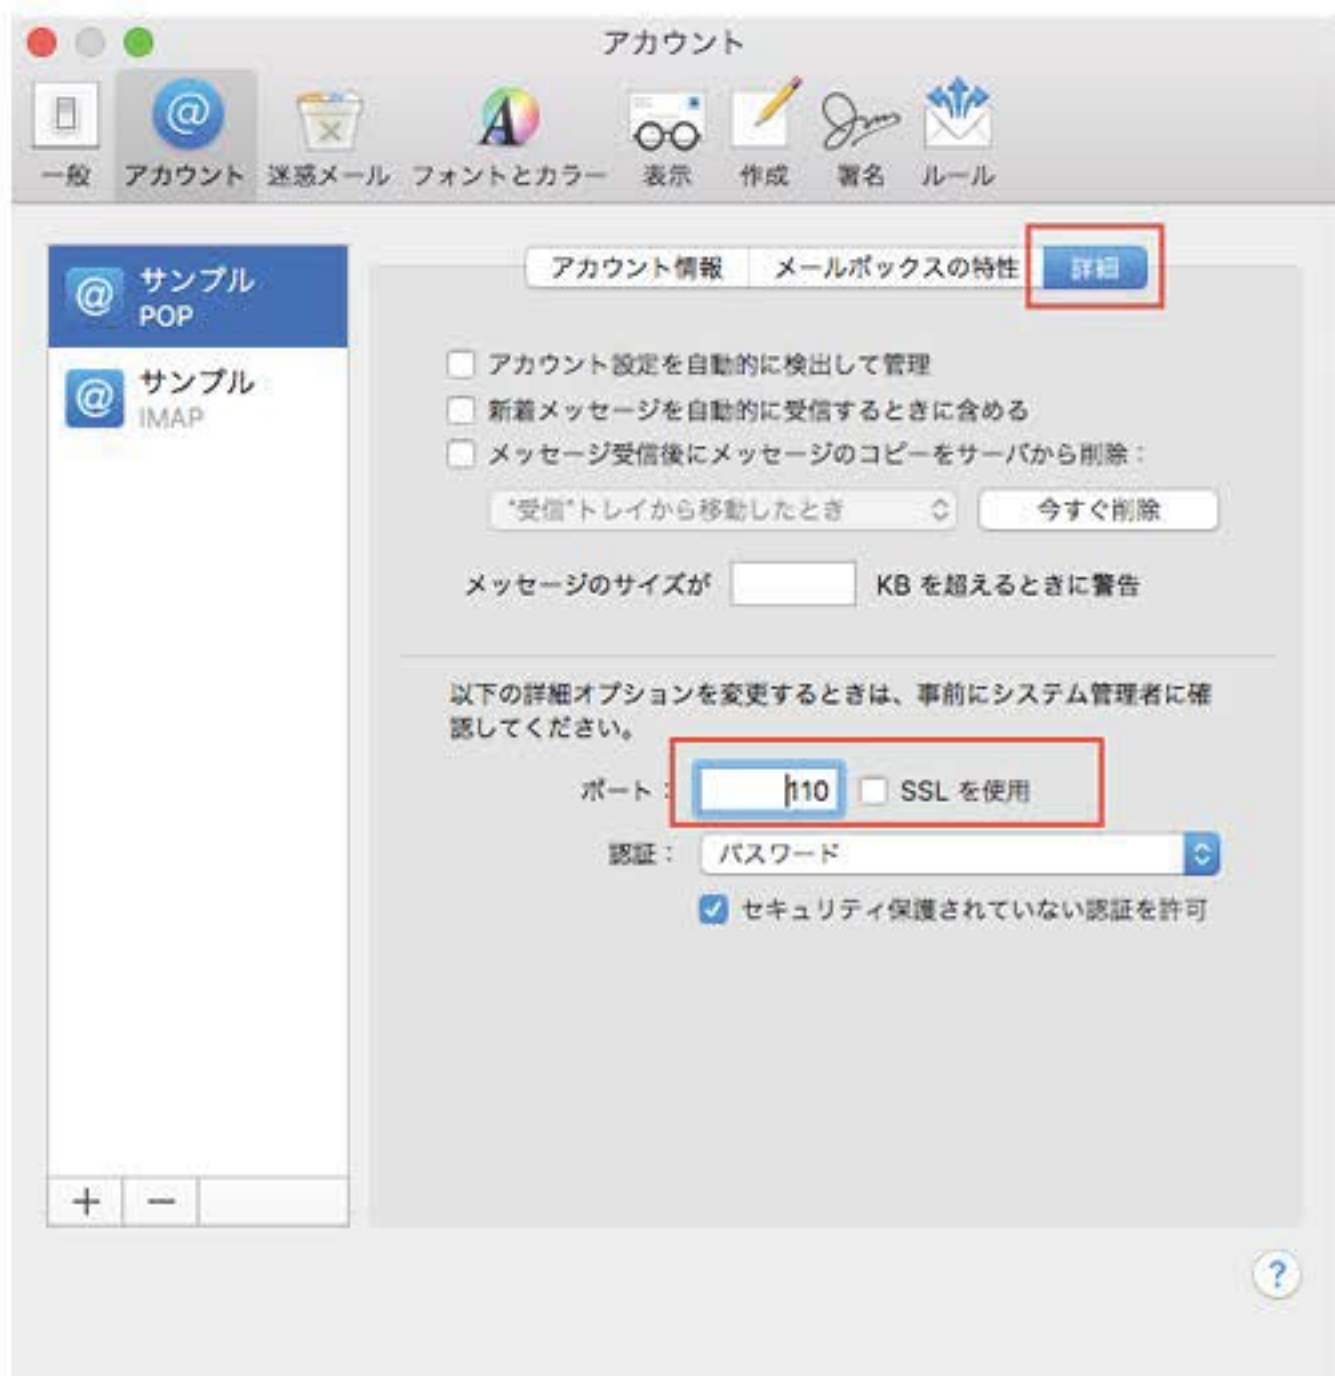 アカウント
一般 アカウント 迷惑メール フォントとカラー 表示 作成 署名 ルール
サンプル
POP
サンプル
IMAP
アカウント情報 メールボックスの特性 詳細
アカウント設定を自動的に検出して管理
新着メッセージを自動的に受信するときに含める
メッセージ受信後にメッセージのコピーをサーバから削除：
"受信"トレイから移動したとき 今すぐ削除
メッセージのサイズが KB を超えるときに警告
以下の詳細オプションを変更するときは、事前にシステム管理者に確
認してください。
ポート： 110 SSL を使用
認証： パスワード
セキュリティ保護されていない認証を許可